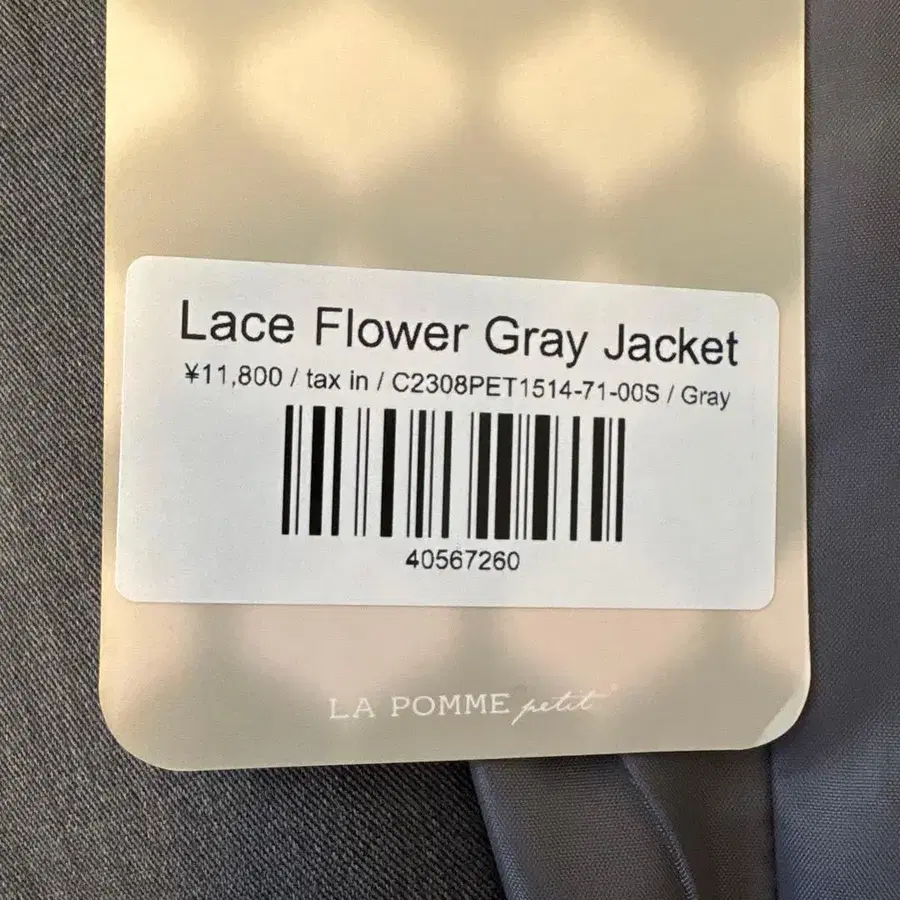 Lace Flower Gray Jacket
¥11,800 / tax in / C2308PET1514-71-00S / Gray
40567260
LA POMME petit